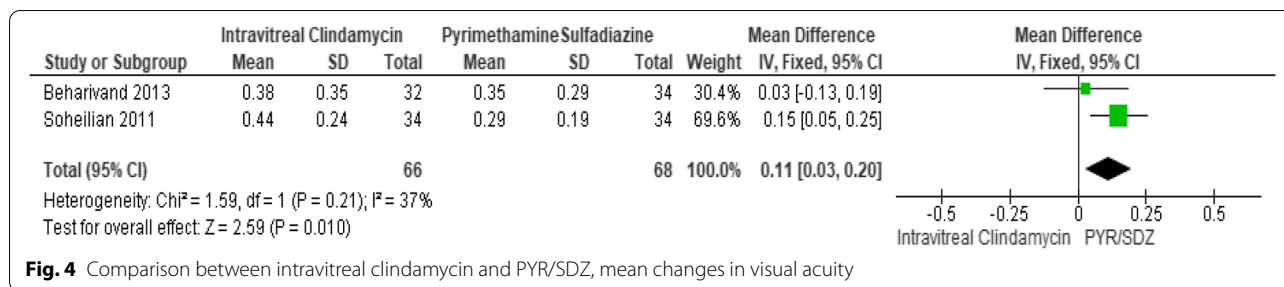 Intravitreal Clindamycin PyrimethamineSulfadiazine Mean Difference Mean Difference
Study or Subgroup Mean SD Total Mean SD Total Weight IV, Fixed, 95% CI IV, Fixed, 95% CI
Beharivand 2013 0.38 0.35 32 0.35 0.29 34 30.4% 0.03 [-0.13, 0.19]
Soheilian 2011 0.44 0.24 34 0.29 0.19 34 69.6% 0.15 [0.05, 0.25]
Total (95% CI) 66 68 100.0% 0.11 [0.03, 0.20]
Heterogeneity: Chi² = 1.59, df = 1 (P = 0.21); I² = 37%
Test for overall effect: Z = 2.59 (P = 0.010)
-0.5 -0.25 0 0.25 0.5
Intravitreal Clindamycin PYR/SDZ
Fig. 4 Comparison between intravitreal clindamycin and PYR/SDZ, mean changes in visual acuity